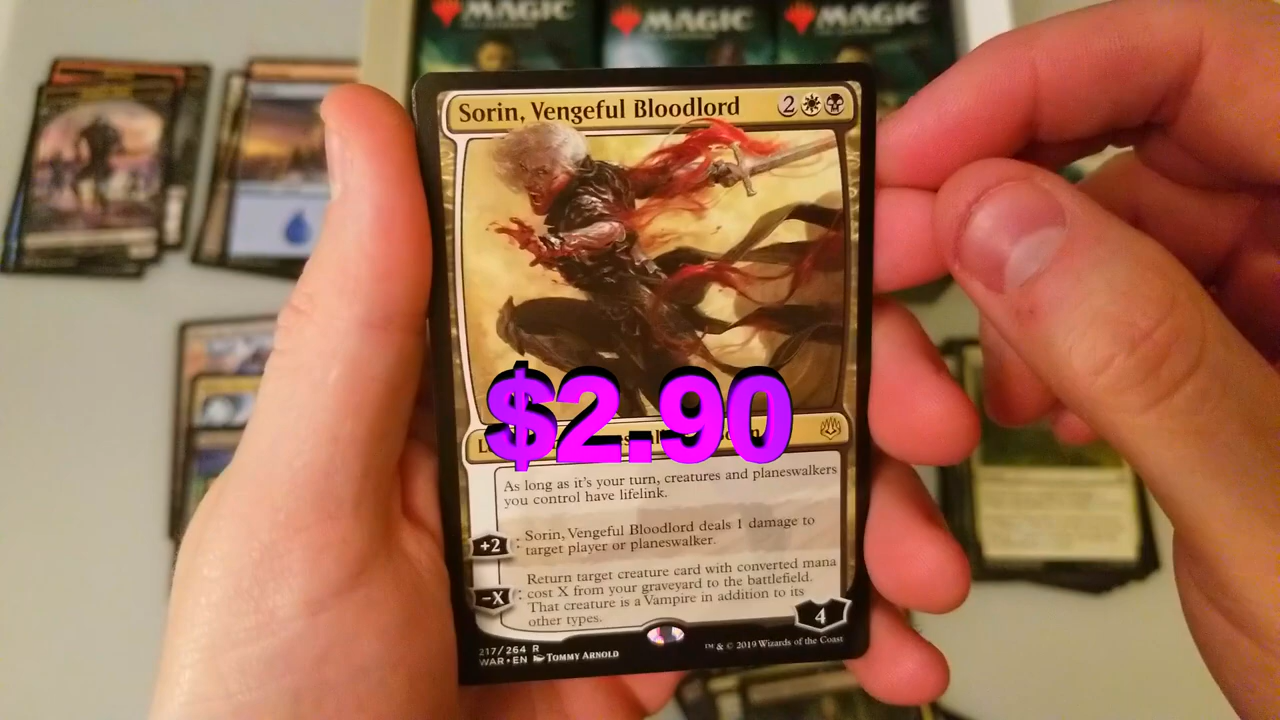 MAGIC
MAGIC
MAGIC
Sorin, Vengeful Bloodlord 2
$2.90
As long as it's your turn, creatures and planeswalkers
you control have lifelink.
+2 : Sorin, Vengeful Bloodlord deals 1 damage to
target player or planeswalker.
Return target creature card with converted mana
-X : cost X from your graveyard to the battlefield.
That creature is a Vampire in addition to its
other types.
4
217/264 R
WAR • EN TOMMY ARNOLD
™ & © 2019 Wizards of the Coast